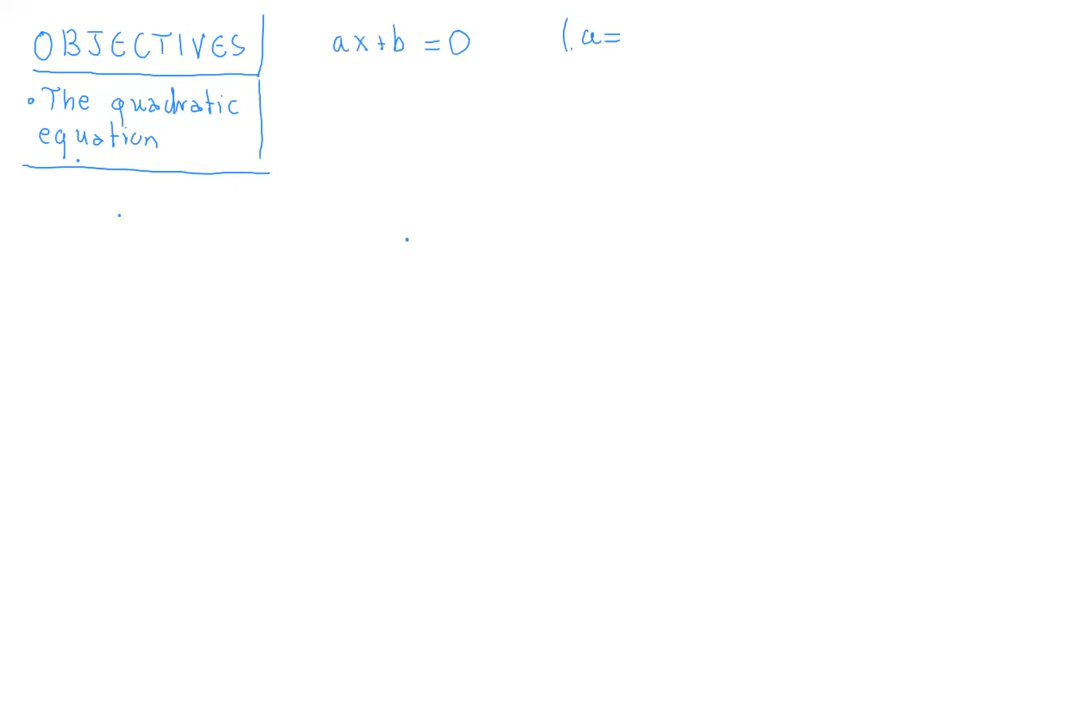 OBJECTIVES
• The quadratic
equation
ax+b = 0
(. a=